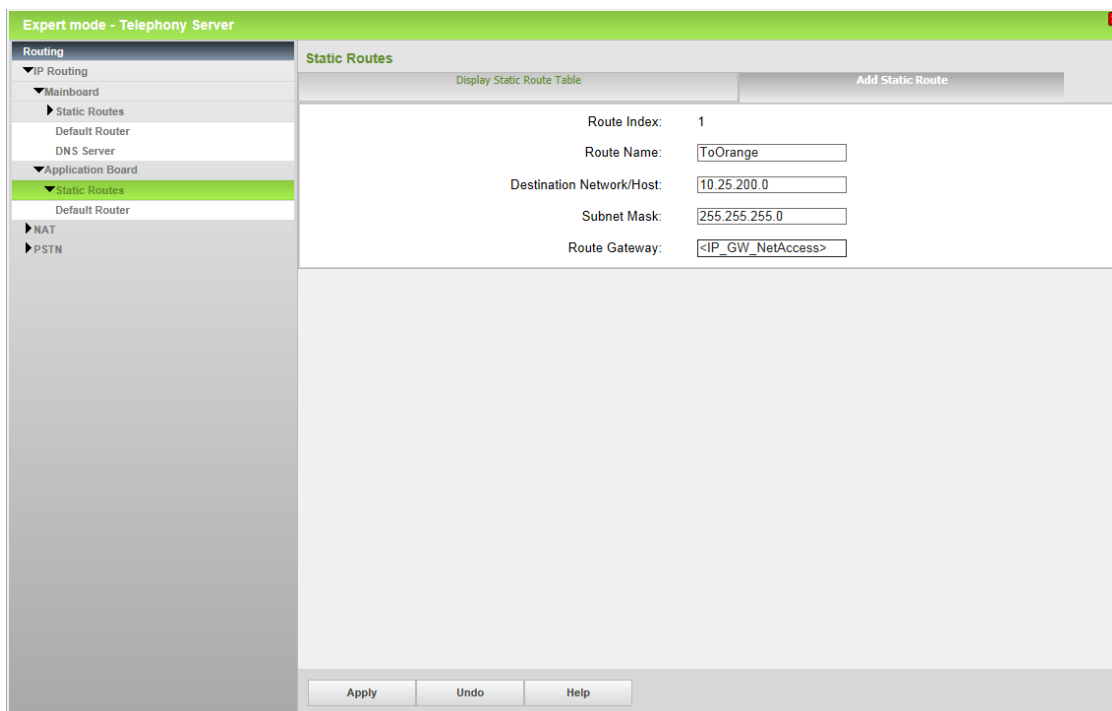 Expert mode - Telephony Server
Routing
IP Routing
Mainboard
Static Routes
Default Router
DNS Server
Application Board
Static Routes
Default Router
NAT
PSTN
Static Routes
Display Static Route Table
Add Static Route
Route Index: 1
Route Name: ToOrange
Destination Network/Host: 10.25.200.0
Subnet Mask: 255.255.255.0
Route Gateway: <IP_GW_NetAccess>
Apply Undo Help